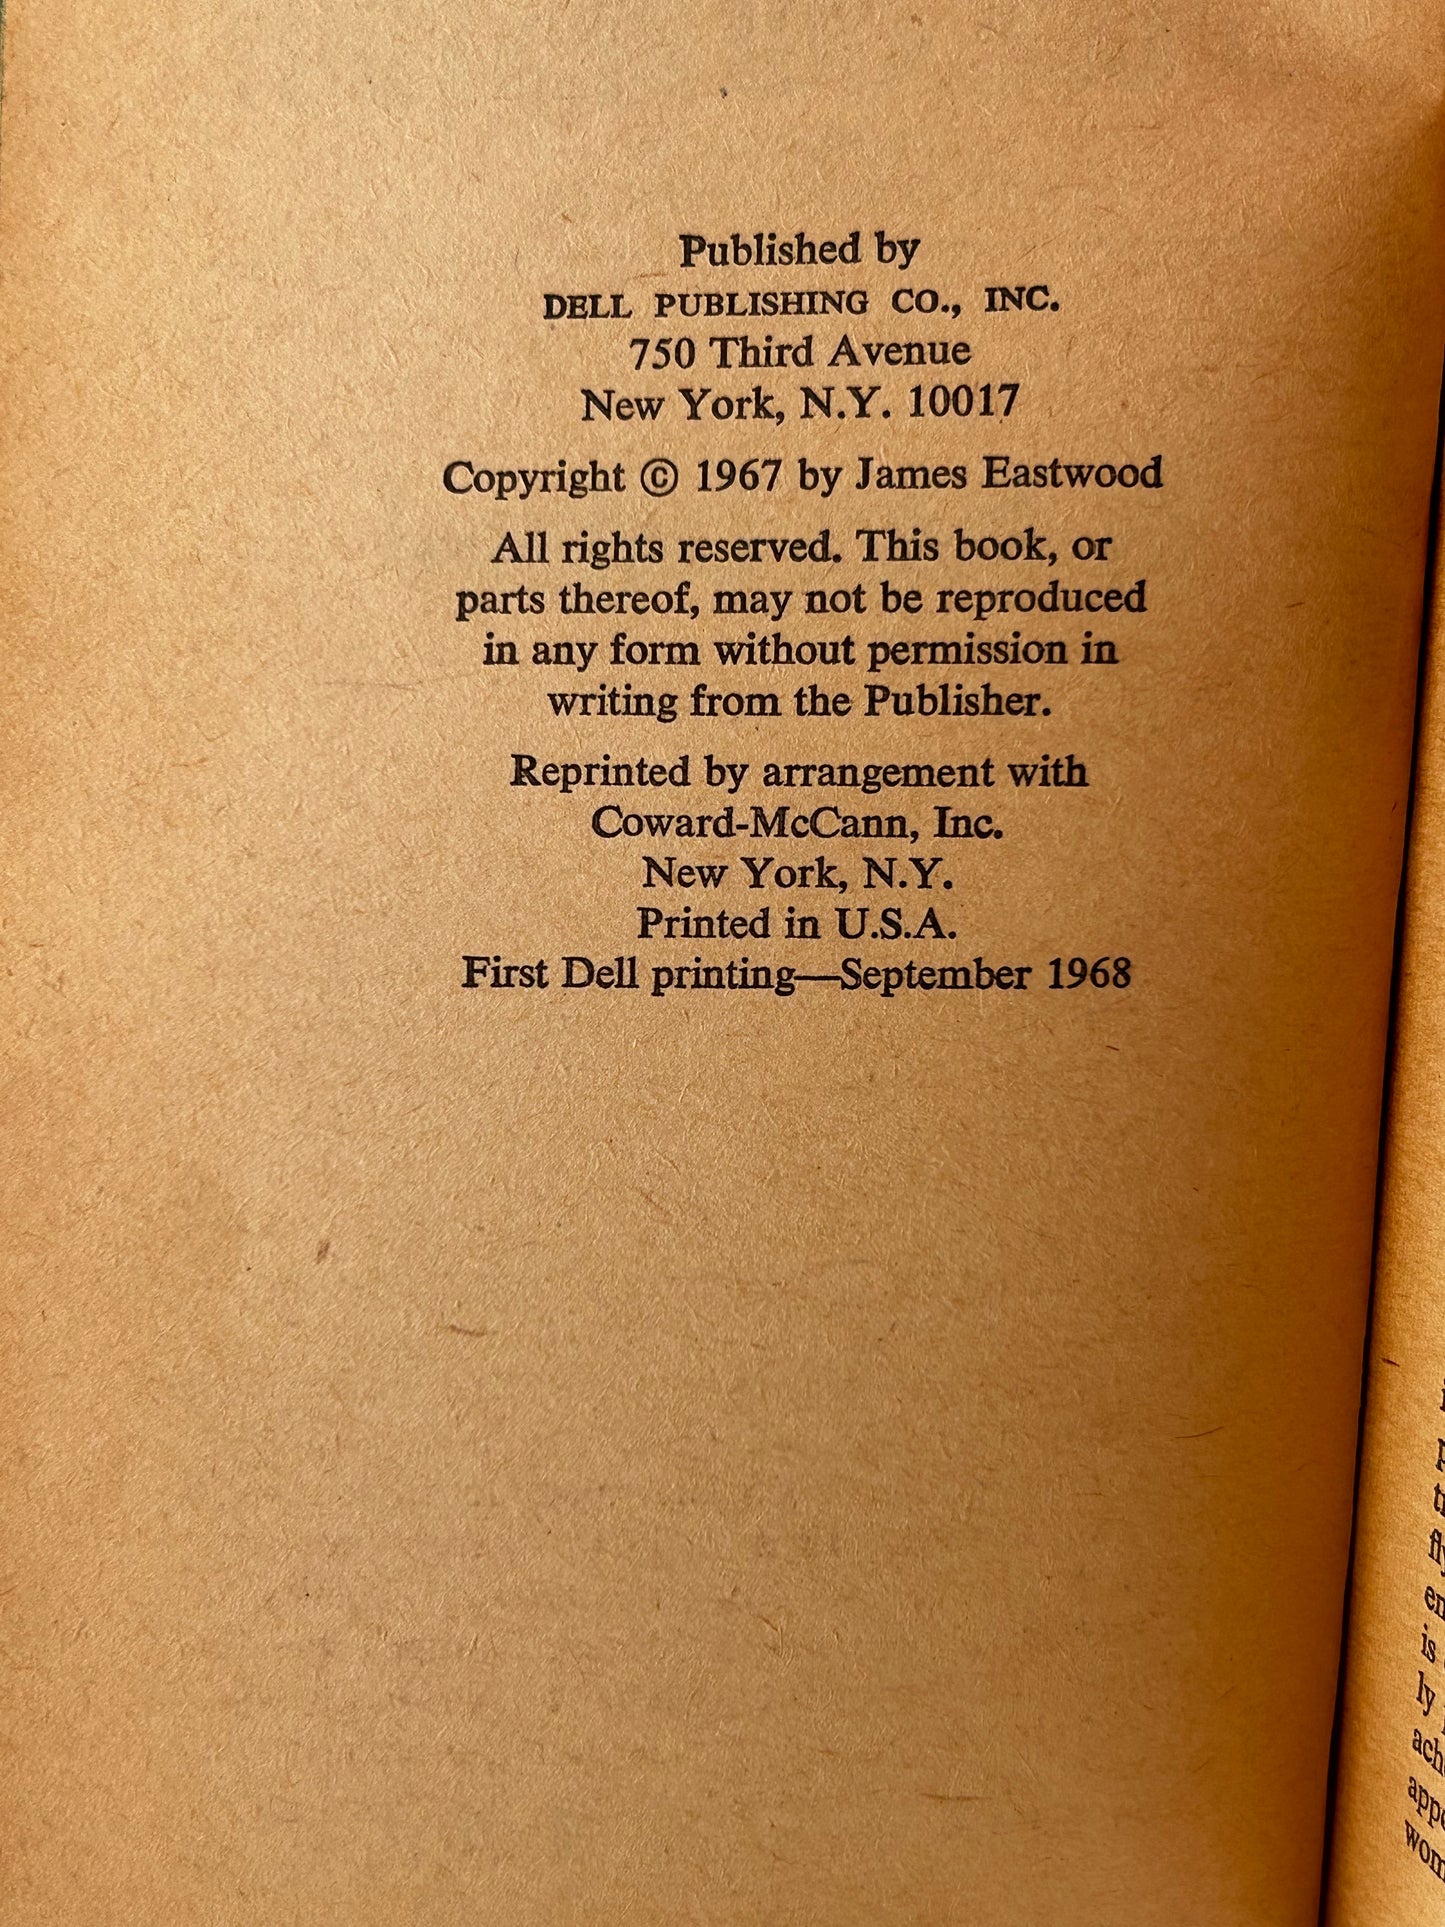 Published by
DELL PUBLISHING CO., INC.
750 Third Avenue
New York, N.Y. 10017
Copyright © 1967 by James Eastwood
All rights reserved. This book, or
parts thereof, may not be reproduced
in any form without permission in
writing from the Publisher.
Reprinted by arrangement with
Coward-McCann, Inc.
New York, N.Y.
Printed in U.S.A.
First Dell printing—September 1968
is
ly